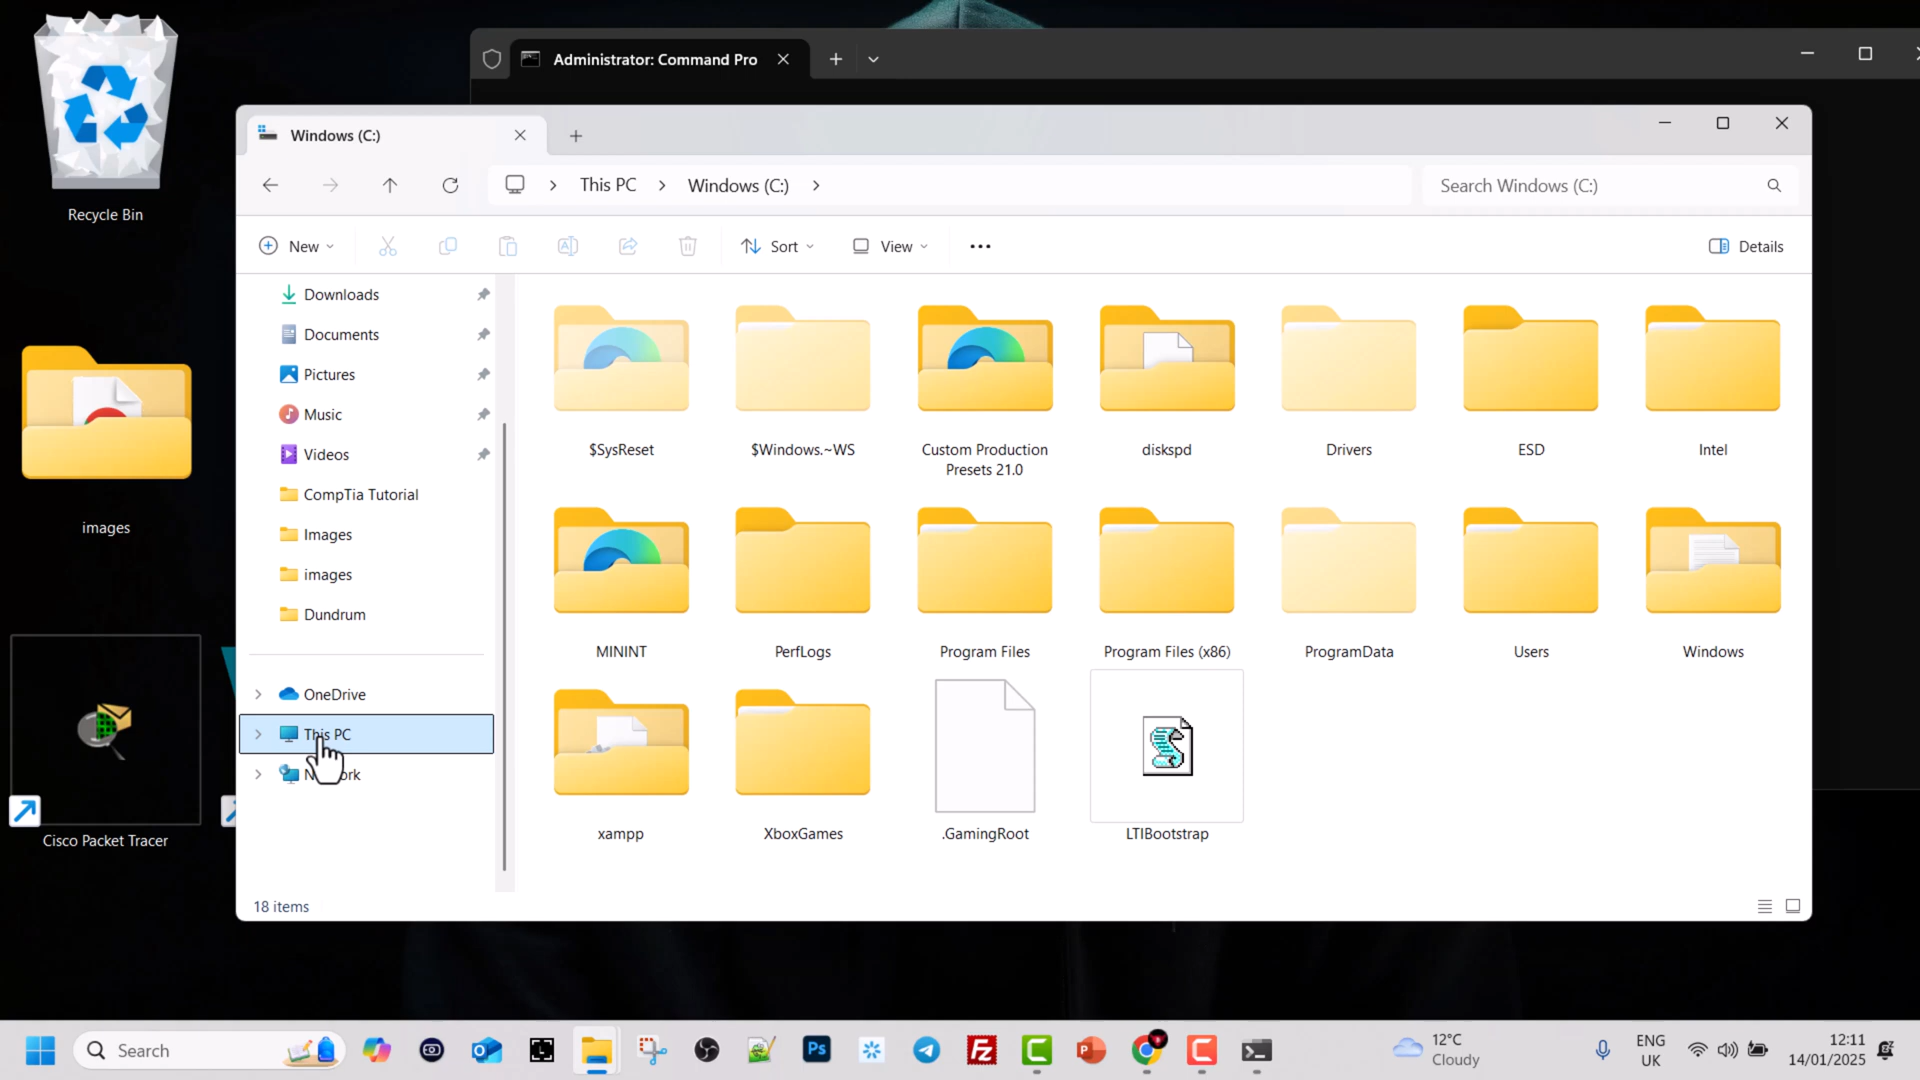 Administrator: Command Pro
Windows (C:)
This PC
Windows (C:)
Search Windows (C:)
New
Sort
View
Details
Downloads
Documents
Pictures
Music
Videos
CompTia Tutorial
Images
images
Dundrum
OneDrive
This PC
$SysReset
$Windows.~WS
Custom Production
Presets 21.0
diskspd
Drivers
ESD
Intel
MININT
PerfLogs
Program Files
Program Files (x86)
ProgramData
Users
Windows
xampp
XboxGames
.GamingRoot
LTIBootstrap
18 items
Recycle Bin
images
Cisco Packet Tracer
Search
Ps
Fz
12°C
Cloudy
ENG
UK
12:11
14/01/2025